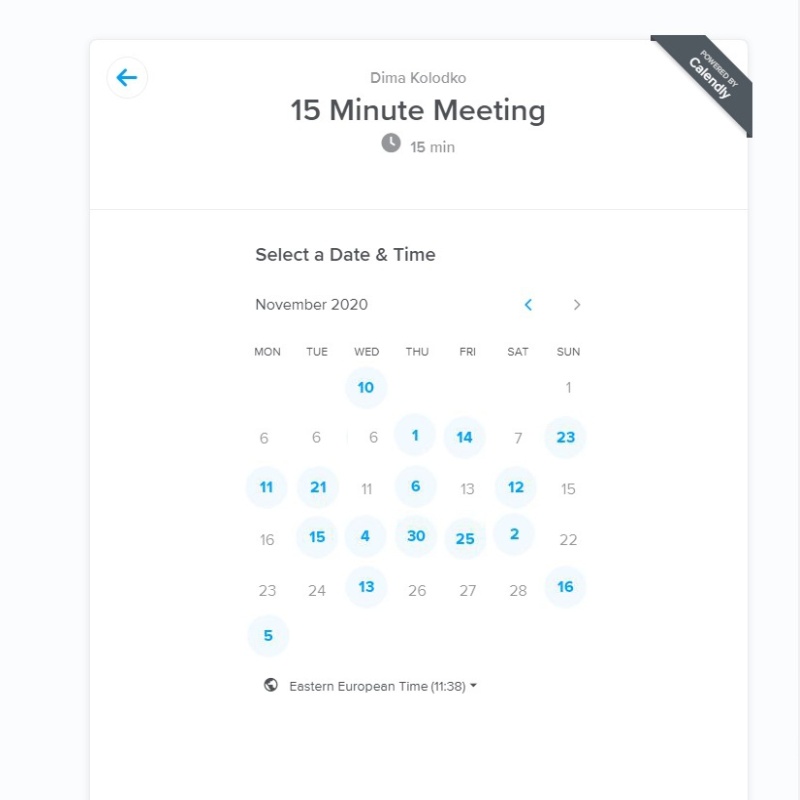 POWERED BY
Calendly
Dima Kolodko
15 Minute Meeting
15 min
Select a Date & Time
November 2020
MON TUE WED THU FRI SAT SUN
10 1
6 6 6 1 14 7 23
11 21 11 6 13 12 15
16 15 4 30 25 2 22
23 24 13 26 27 28 16
5
Eastern European Time (11:38)